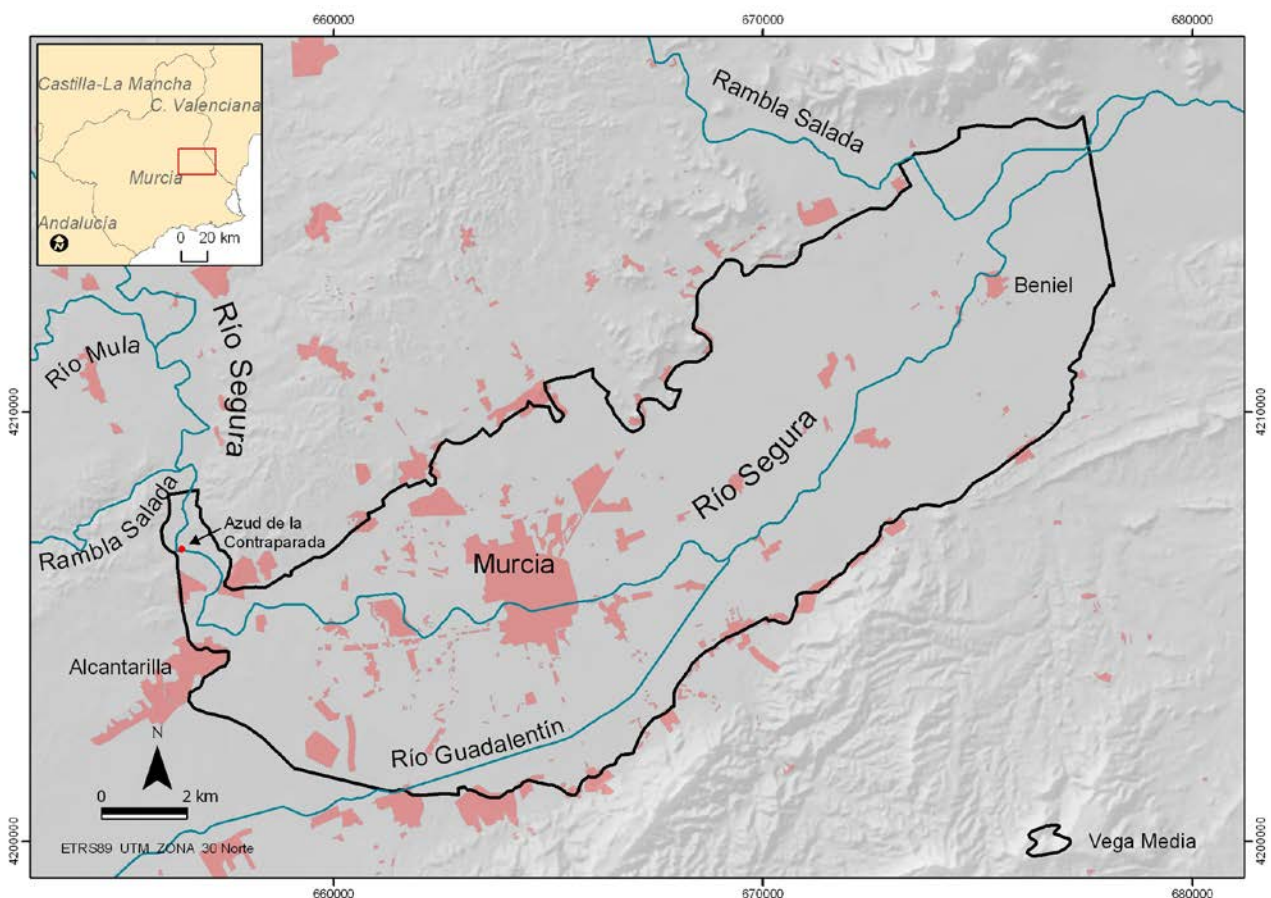 660000
670000
680000
Castilla-La Mancha
C. Valenciana
Murcia
Andalucía
N
0 20 km
Rambla Salada
Río Segura
Río Mula
Beniel
4210000
4210000
Río Segura
Rambla Salada
Azud de la
Contraparada
Murcia
Alcantarilla
N
Río Guadalentín
0 2 km
ETRS89 UTM ZONA 30 Norte
Vega Media
4200000
4200000
660000
670000
680000